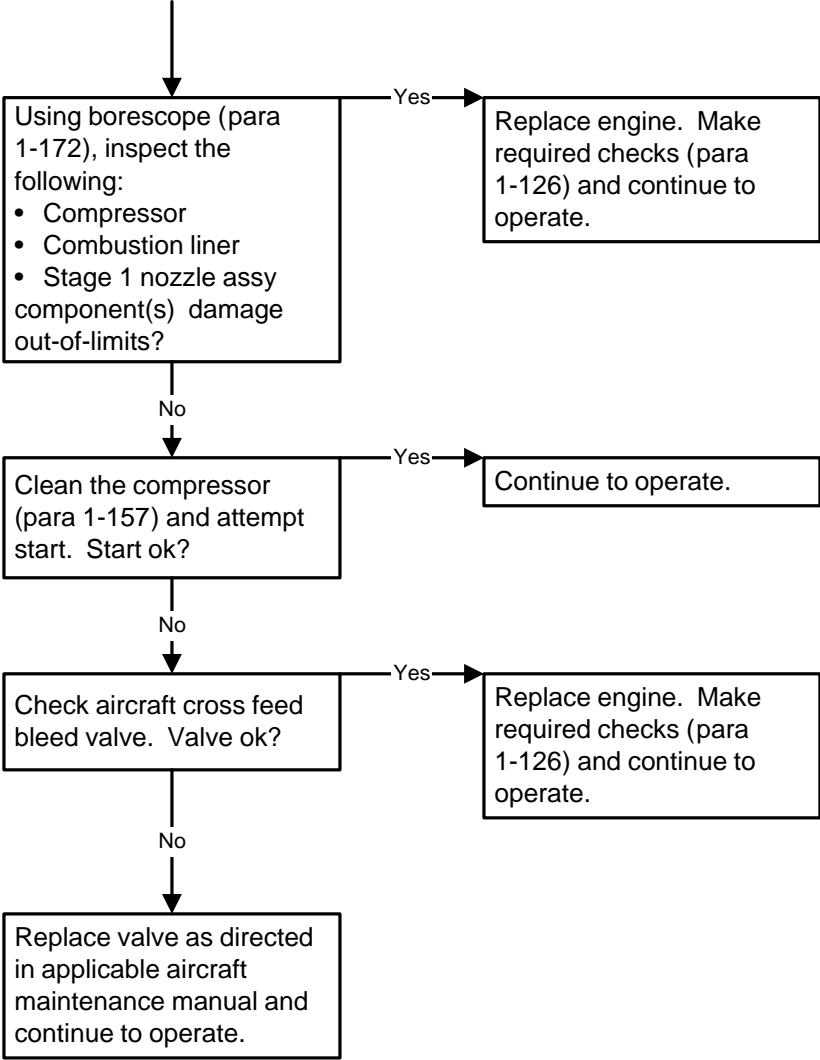 Using borescope (para
1-172), inspect the
following:
• Compressor
• Combustion liner
• Stage 1 nozzle assy
component(s) damage
out-of-limits?
Yes
Replace engine. Make
required checks (para
1-126) and continue to
operate.
No
Clean the compressor
(para 1-157) and attempt
start. Start ok?
Yes
Continue to operate.
No
Check aircraft cross feed
bleed valve. Valve ok?
Yes
Replace engine. Make
required checks (para
1-126) and continue to
operate.
No
Replace valve as directed
in applicable aircraft
maintenance manual and
continue to operate.